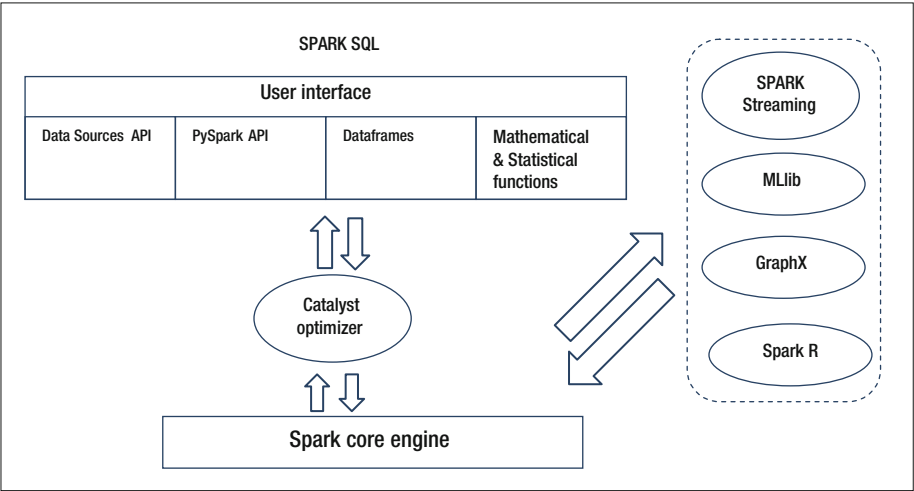 SPARK SQL
User interface
Data Sources API
PySpark API
Dataframes
Mathematical
& Statistical
functions
Catalyst
optimizer
Spark core engine
SPARK
Streaming
MLlib
GraphX
Spark R